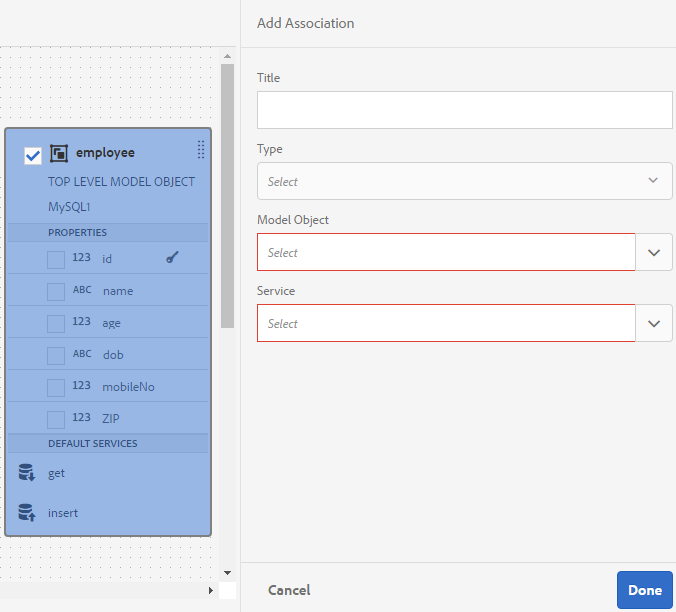 Add Association
Title
Type
Select
Model Object
Select
Service
Select
employee
TOP LEVEL MODEL OBJECT
MySQL1
PROPERTIES
123 id
ABC name
123 age
ABC dob
123 mobileNo
123 ZIP
DEFAULT SERVICES
get
insert
Cancel
Done